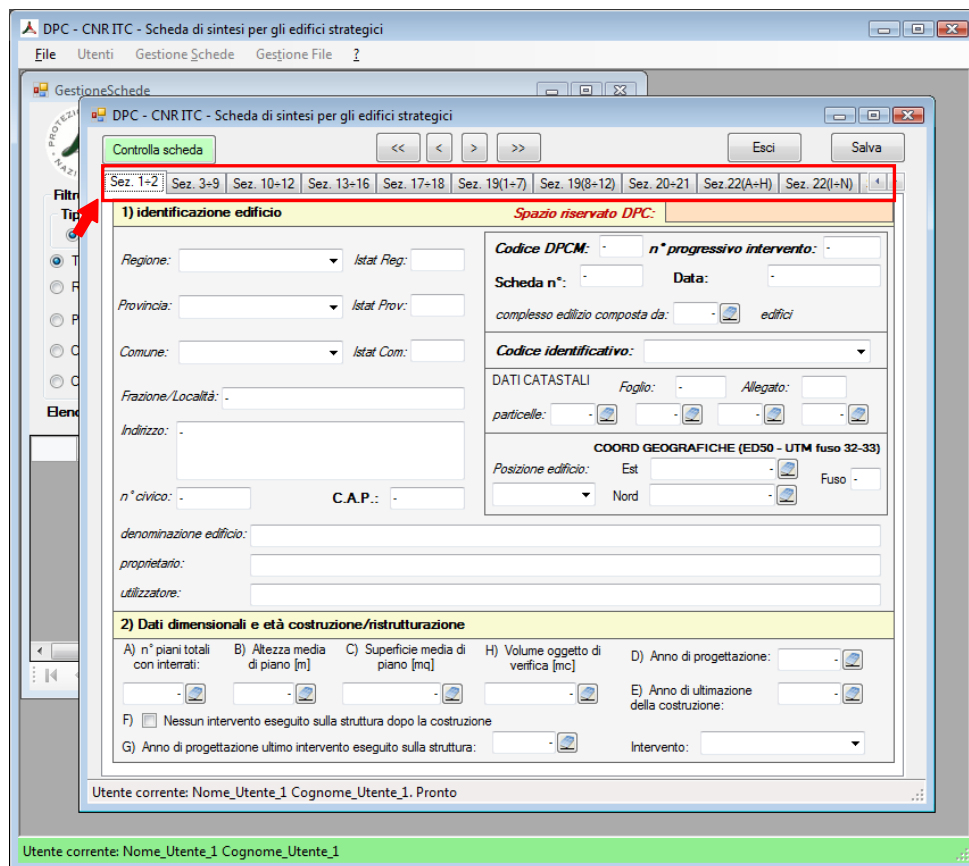 DPC - CNR ITC - Scheda di sintesi per gli edifici strategici
File Utenti Gestione Schede Gestione File ?
GestioneSchede
DPC - CNR ITC - Scheda di sintesi per gli edifici strategici
Controlla scheda << < > >> Esci Salva
Sez. 1÷2 Sez. 3÷9 Sez. 10÷12 Sez. 13÷16 Sez. 17÷18 Sez. 19(1÷7) Sez. 19(8÷12) Sez. 20÷21 Sez.22(A÷H) Sez. 22(I÷N)
1) identificazione edificio Spazio riservato DPC:
Codice DPCM: - n° progressivo intervento: -
Regione: Istat Reg:
Scheda n°: - Data: -
Provincia: Istat Prov:
complesso edilizio composta da: - edifici
Comune: Istat Com:
Codice identificativo:
DATI CATASTALI Foglio: - Allegato:
Frazione/Località: -
particelle: - - - -
Indirizzo: -
COORD GEOGRAFICHE (ED50 - UTM fuso 32-33)
Posizione edificio: Est - Fuso -
n° civico: - C.A.P.: - Nord -
denominazione edificio:
proprietario:
utilizzatore:
2) Dati dimensionali e età costruzione/ristrutturazione
A) n° piani totali con interrati: -
B) Altezza media di piano [m] -
C) Superficie media di piano [mq] -
H) Volume oggetto di verifica [mc] -
D) Anno di progettazione: -
E) Anno di ultimazione della costruzione: -
F) Nessun intervento eseguito sulla struttura dopo la costruzione
G) Anno di progettazione ultimo intervento eseguito sulla struttura: - Intervento:
Utente corrente: Nome_Utente_1 Cognome_Utente_1. Pronto
Utente corrente: Nome_Utente_1 Cognome_Utente_1